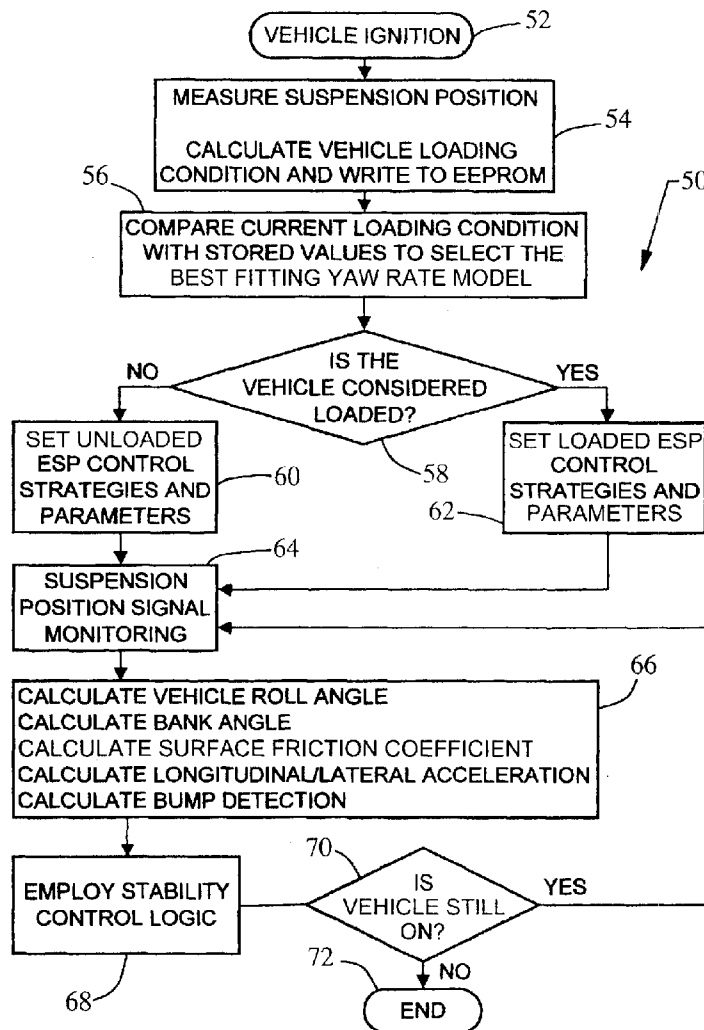 VEHICLE IGNITION
52
MEASURE SUSPENSION POSITION
54
CALCULATE VEHICLE LOADING
CONDITION AND WRITE TO EEPROM
56
50
COMPARE CURRENT LOADING CONDITION
WITH STORED VALUES TO SELECT THE
BEST FITTING YAW RATE MODEL
IS THE
VEHICLE CONSIDERED
LOADED?
NO
YES
58
SET UNLOADED
ESP CONTROL
STRATEGIES AND
PARAMETERS
60
SET LOADED ESP
CONTROL
STRATEGIES AND
PARAMETERS
62
64
SUSPENSION
POSITION SIGNAL
MONITORING
66
CALCULATE VEHICLE ROLL ANGLE
CALCULATE BANK ANGLE
CALCULATE SURFACE FRICTION COEFFICIENT
CALCULATE LONGITUDINAL/LATERAL ACCELERATION
CALCULATE BUMP DETECTION
EMPLOY STABILITY
CONTROL LOGIC
68
70
IS
VEHICLE STILL
ON?
YES
NO
72
END